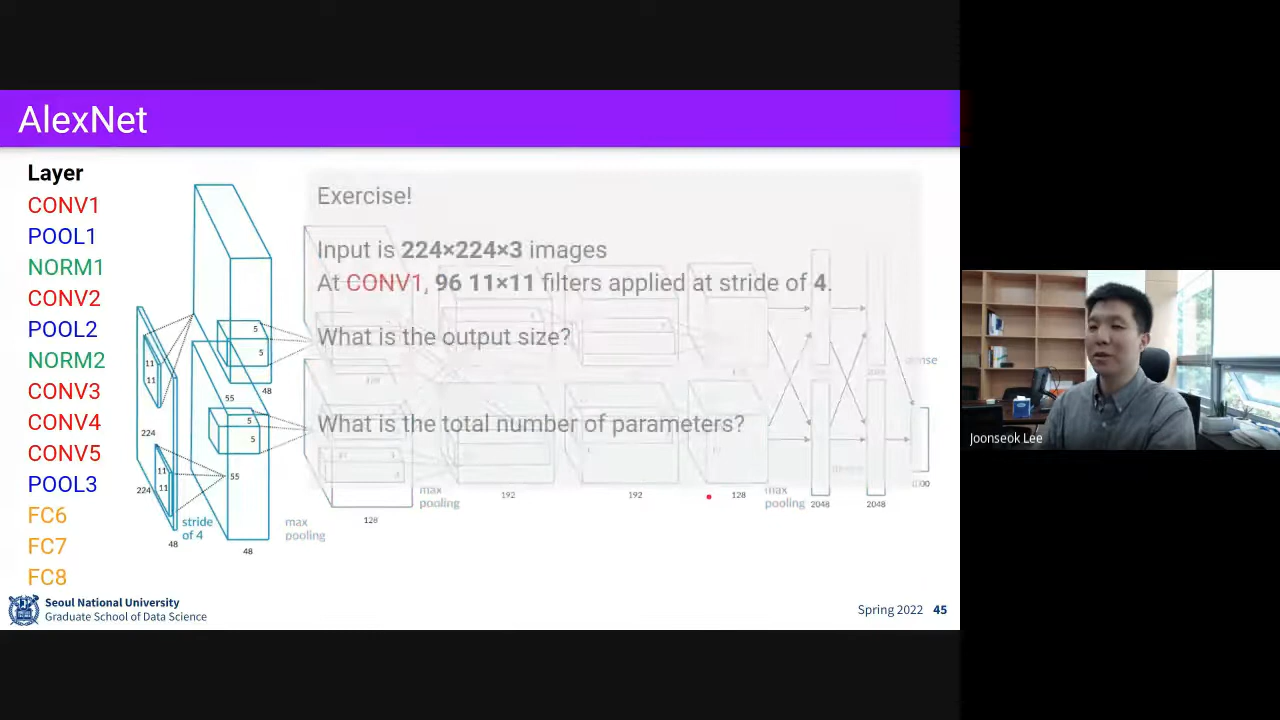 AlexNet
Layer
CONV1
POOL1
NORM1
CONV2
POOL2
NORM2
CONV3
CONV4
CONV5
POOL3
FC6
FC7
FC8
Exercise!
Input is 224×224×3 images
At CONV1, 96 11×11 filters applied at stride of 4.
What is the output size?
What is the total number of parameters?
5
5
48
55
11
11
5
5
224
11
11
224
55
stride
of 4
48
48
max
pooling
128
max
pooling
192
192
128
max
pooling
2048
2048
Joonseok Lee
Seoul National University
Graduate School of Data Science
Spring 2022 45